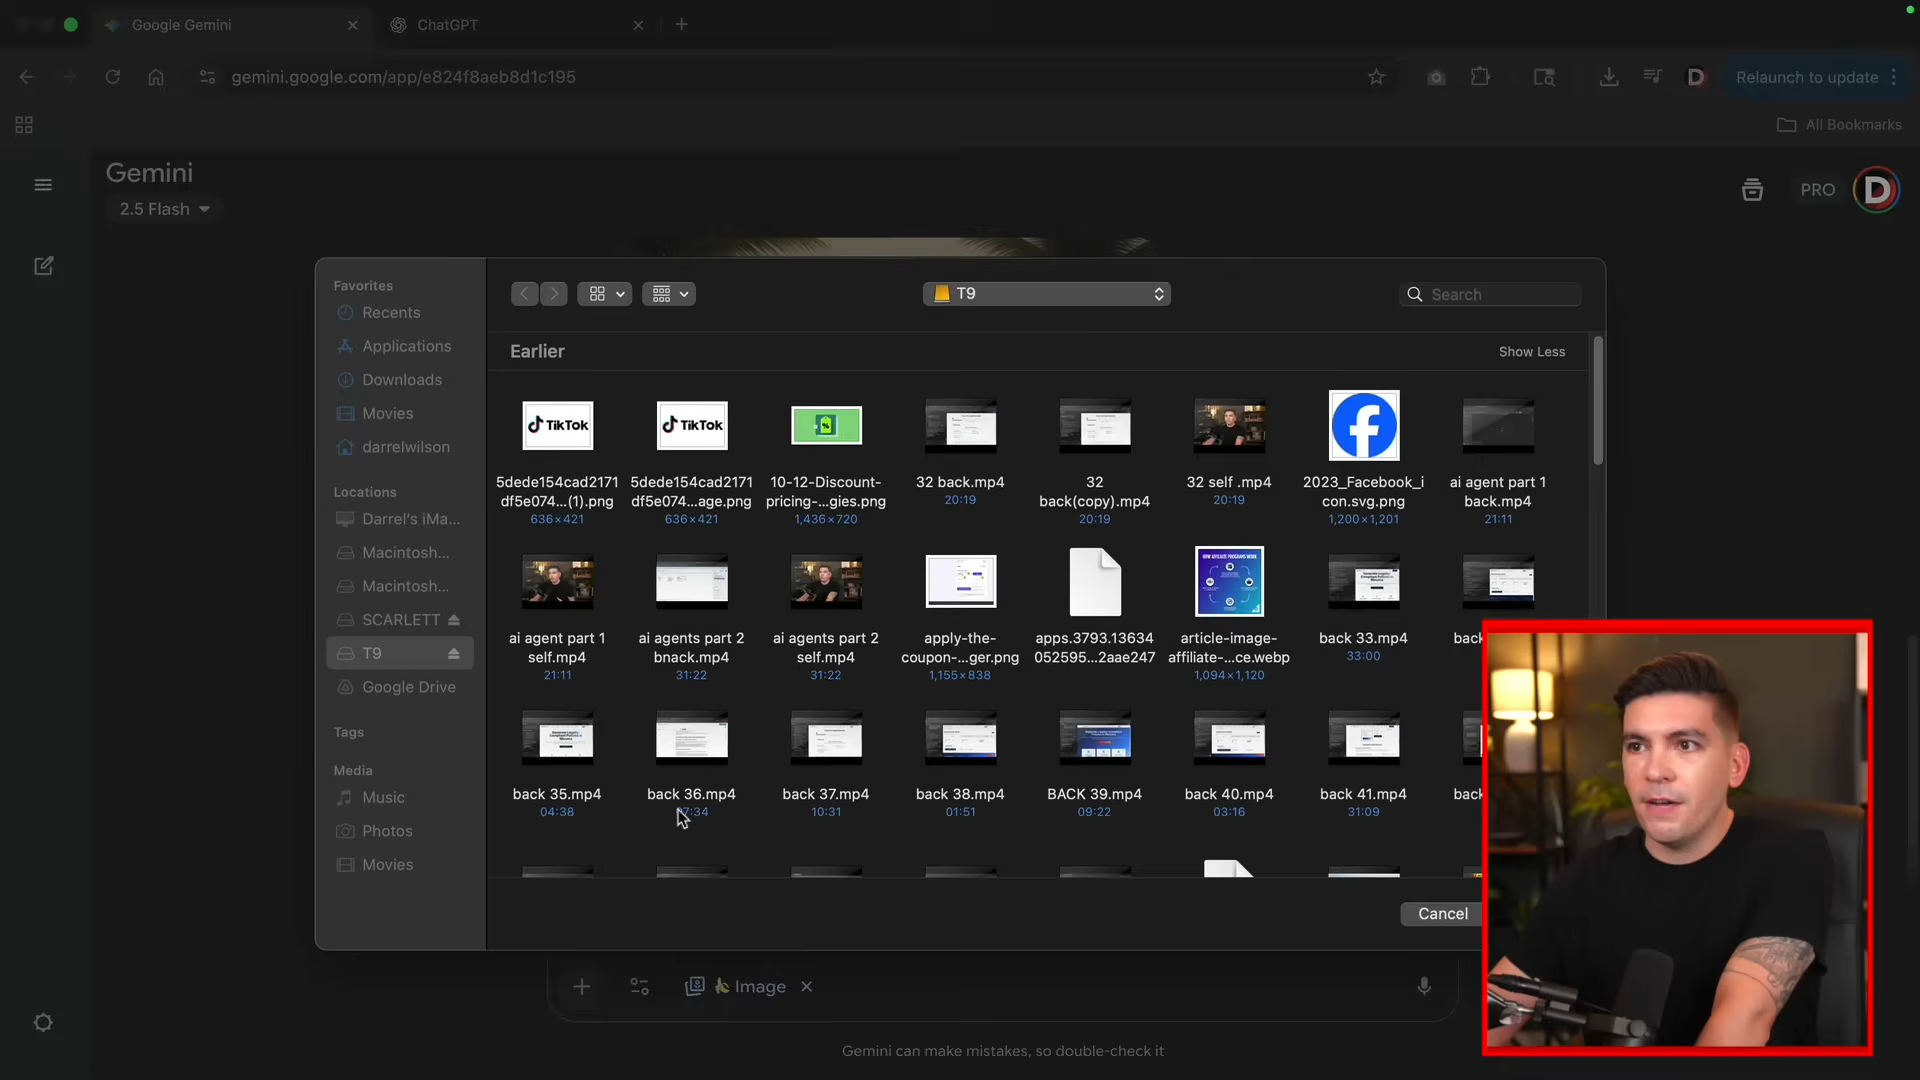 Google Gemini
ChatGPT
gemini.google.com/app/e824f8aeb8d1c195
D
Relaunch to update
All Bookmarks
Gemini
2.5 Flash
PRO
D
Favorites
Recents
Applications
Downloads
Movies
darrelwilson
Locations
Darrel's iMa...
Macintosh...
Macintosh...
SCARLETT
T9
Google Drive
Tags
Media
Music
Photos
Movies
T9
Search
Earlier
Show Less
TikTok
TikTok
5dede154cad2171
df5e074...(1).png
636×421
5dede154cad2171
df5e074...age.png
636×421
10-12-Discount-
pricing-...gies.png
1,436×720
32 back.mp4
20:19
32
back(copy).mp4
20:19
32 self .mp4
20:19
2023_Facebook_i
con.svg.png
1,200×1,201
ai agent part 1
back.mp4
21:11
HOW AFFILIATE PROGRAMS WORK
ai agent part 1
self.mp4
21:11
ai agents part 2
bnack.mp4
31:22
ai agents part 2
self.mp4
31:22
apply-the-
coupon-...ger.png
1,155×838
apps.3793.13634
052595...2aae247
article-image-
affiliate-...ce.webp
1,094×1,120
back 33.mp4
33:00
back 35.mp4
04:38
back 36.mp4
back 37.mp4
10:31
back 38.mp4
01:51
BACK 39.mp4
09:22
back 40.mp4
03:16
back 41.mp4
31:09
Cancel
Image
Gemini can make mistakes, so double-check it